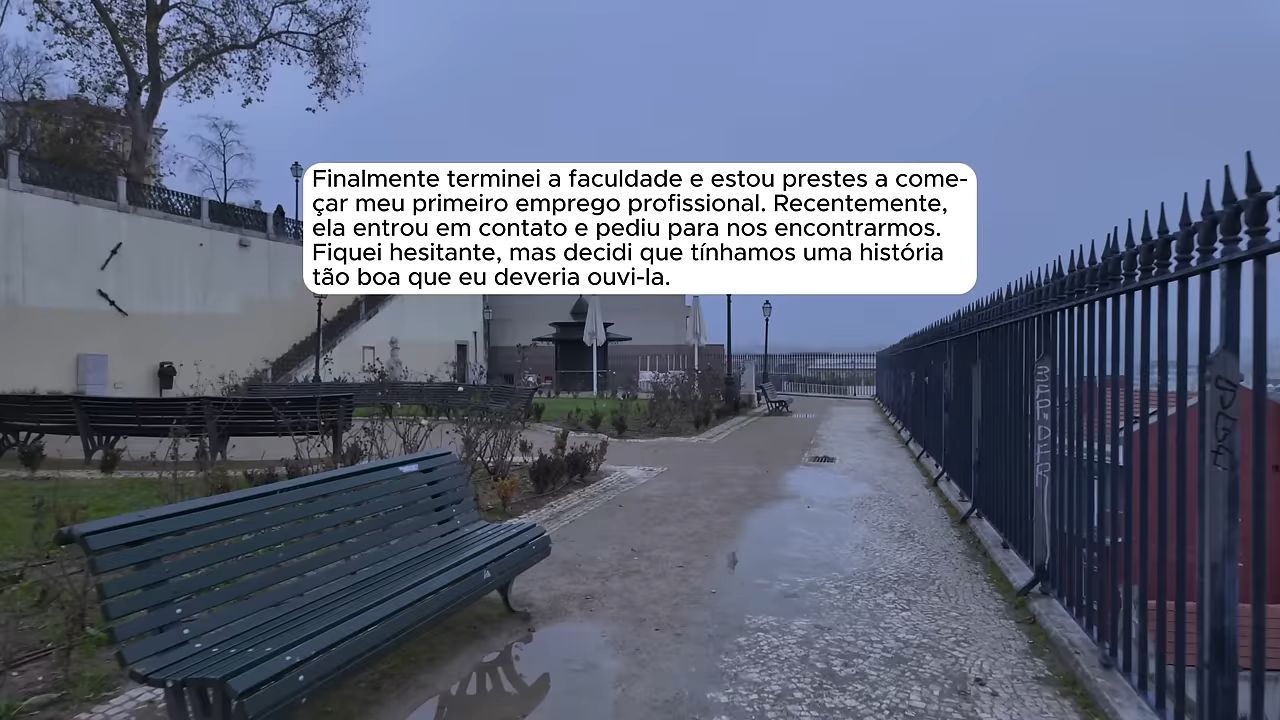 Finalmente terminei a faculdade e estou prestes a come-
çar meu primeiro emprego profissional. Recentemente,
ela entrou em contato e pediu para nos encontrarmos.
Fiquei hesitante, mas decidi que tínhamos uma história
tão boa que eu deveria ouvi-la.